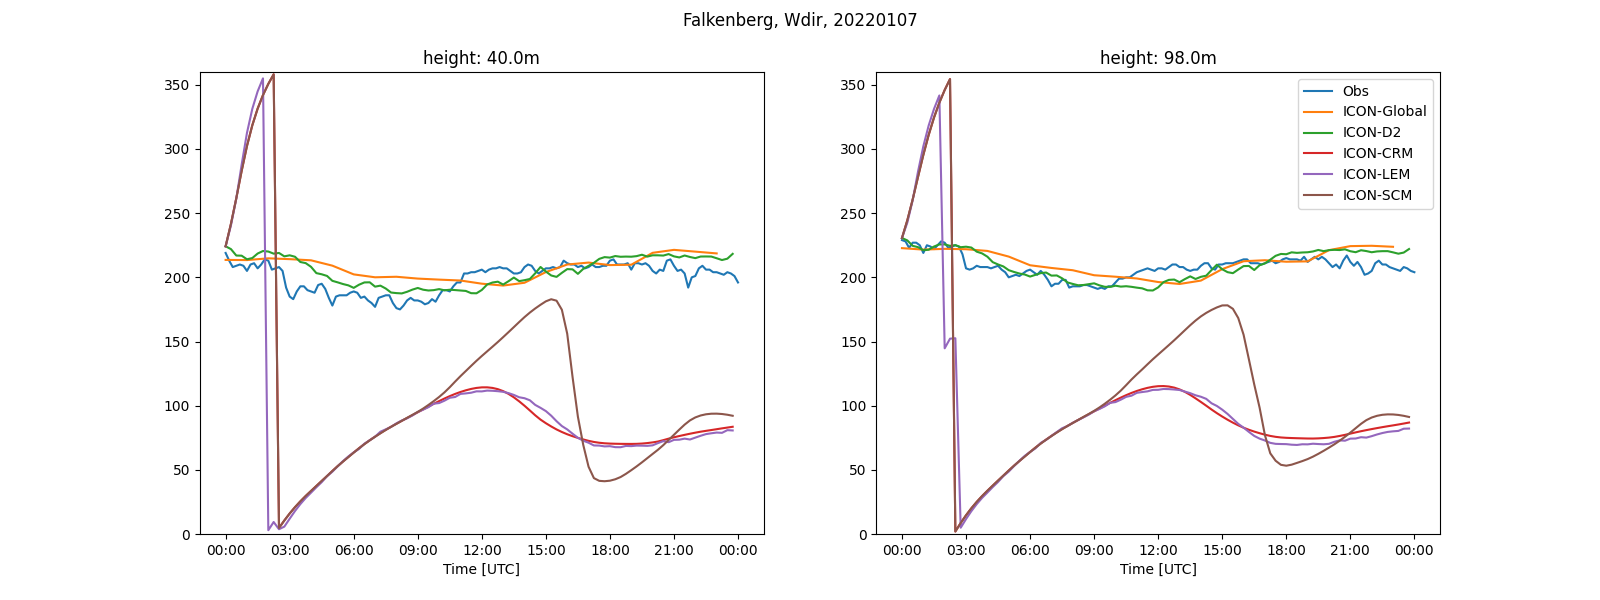 Falkenberg, Wdir, 20220107
height: 40.0m
350
300
250
200
150
100
50
0
00:00 03:00 06:00 09:00 12:00 15:00 18:00 21:00 00:00
Time [UTC]
height: 98.0m
350
300
250
200
150
100
50
0
00:00 03:00 06:00 09:00 12:00 15:00 18:00 21:00 00:00
Time [UTC]
Obs
ICON-Global
ICON-D2
ICON-CRM
ICON-LEM
ICON-SCM